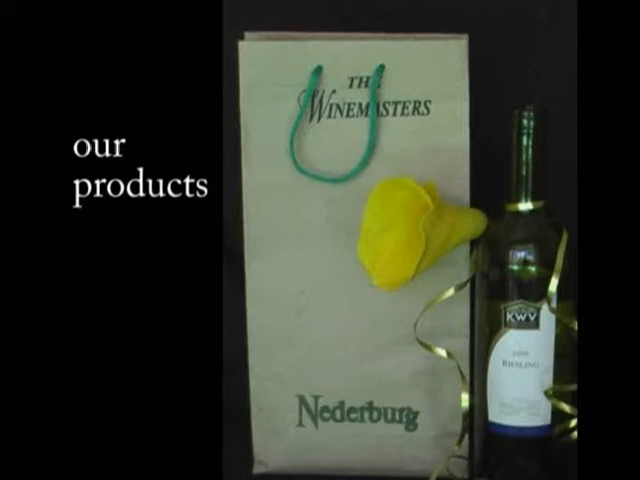 our
products
THE
WINEMASTERS
Nederburg
KWV
RIESLING